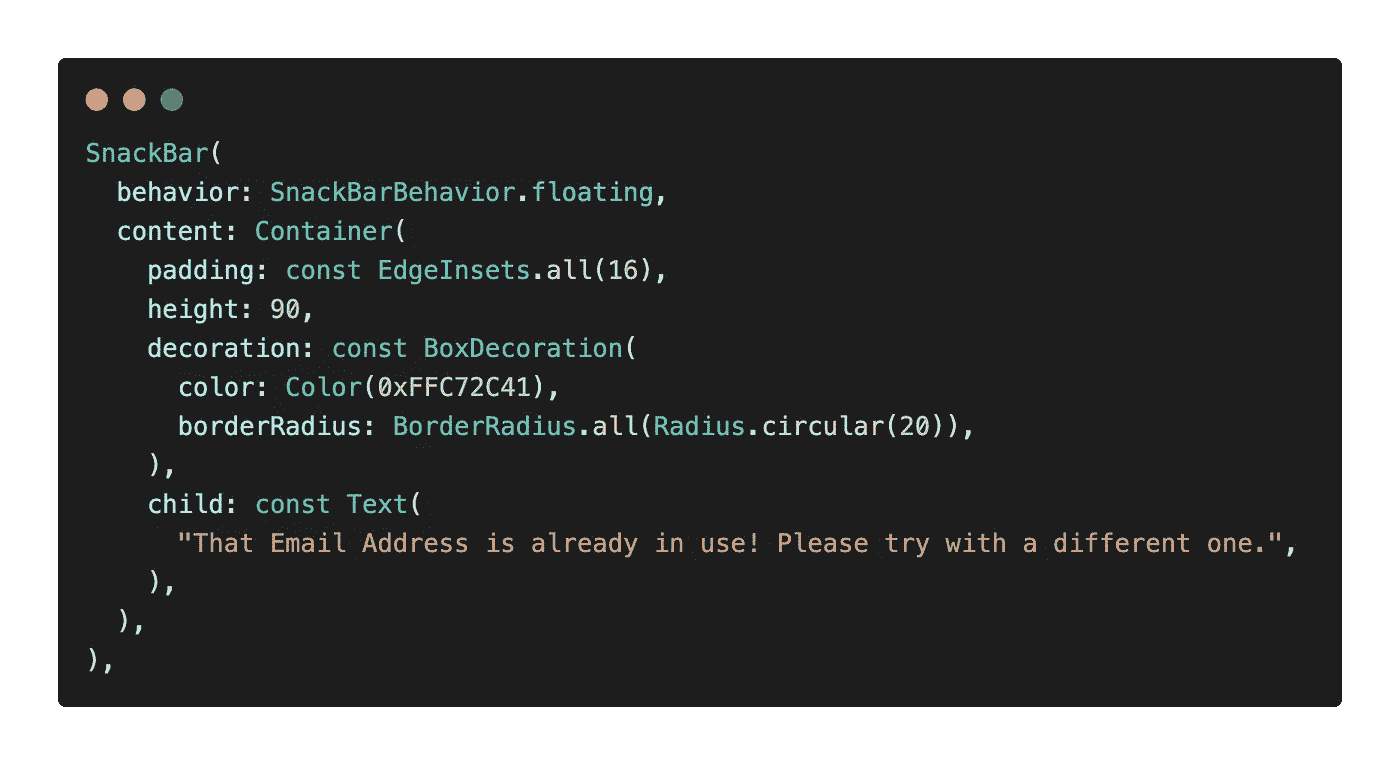 SnackBar(
  behavior: SnackBarBehavior.floating,
  content: Container(
    padding: const EdgeInsets.all(16),
    height: 90,
    decoration: const BoxDecoration(
      color: Color(0xFFC72C41),
      borderRadius: BorderRadius.all(Radius.circular(20)),
    ),
    child: const Text(
      "That Email Address is already in use! Please try with a different one.",
    ),
  ),
),